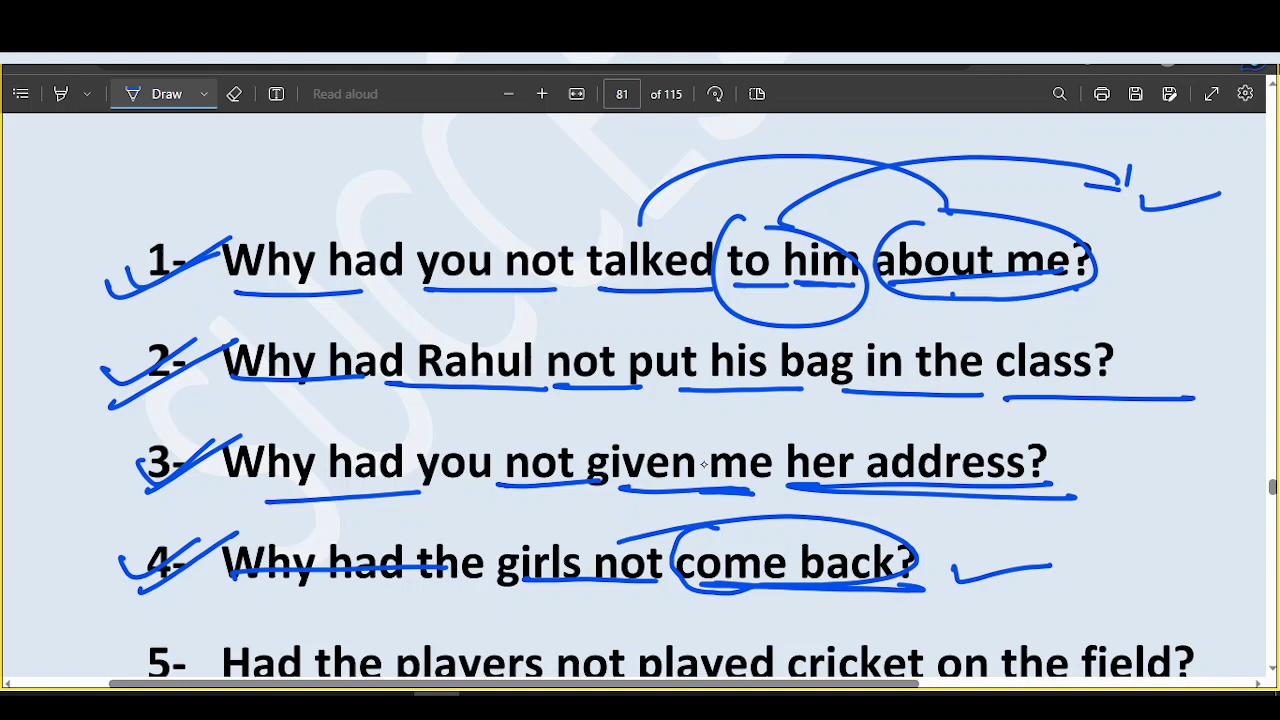 Draw
Read aloud
81 of 115
SUCCES
1- Why had you not talked to him about me?
2- Why had Rahul not put his bag in the class?
3- Why had you not given me her address?
4- Why had the girls not come back?
5- Had the players not played cricket on the field?